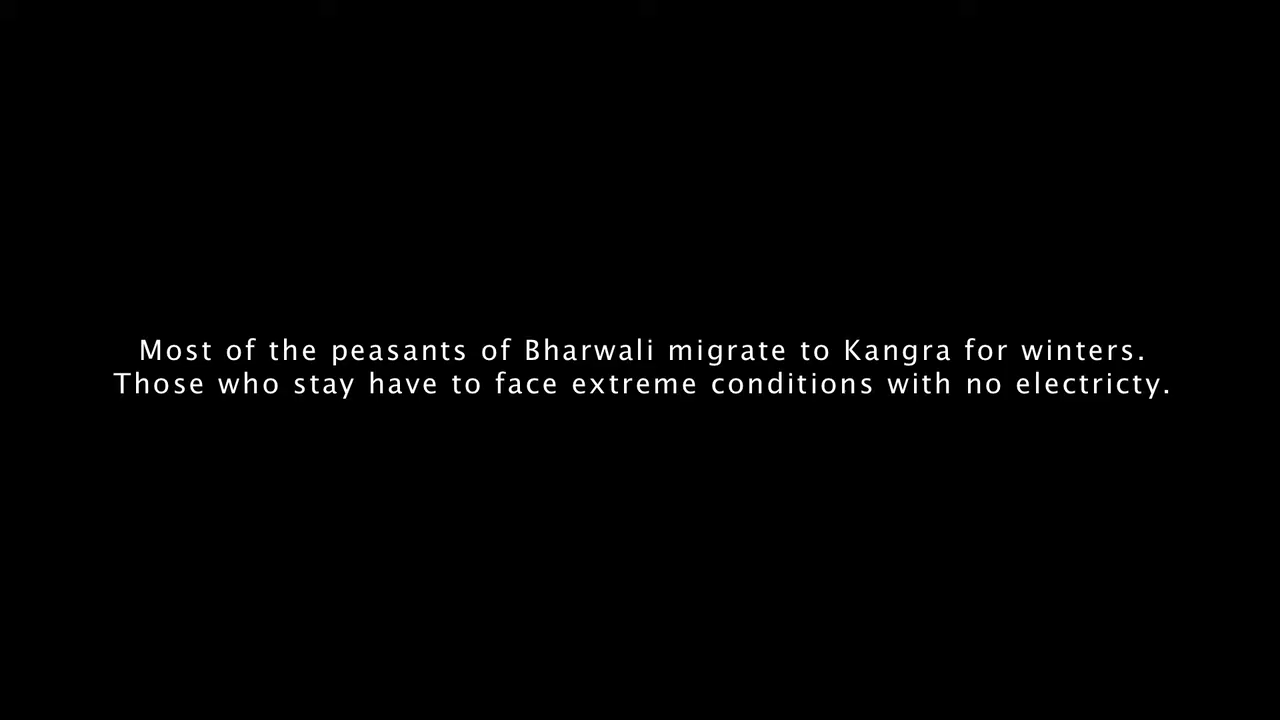 Most of the peasants of Bharwali migrate to Kangra for winters.
Those who stay have to face extreme conditions with no electricty.